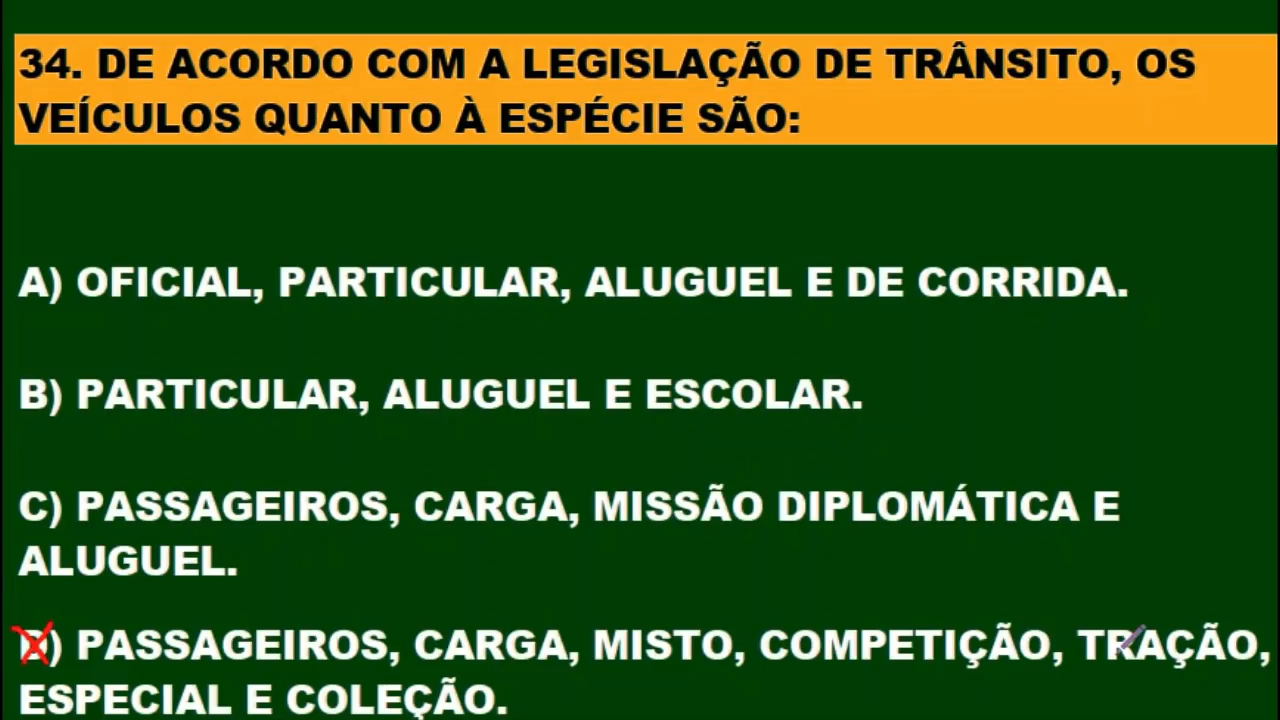 34. DE ACORDO COM A LEGISLAÇÃO DE TRÂNSITO, OS
VEÍCULOS QUANTO À ESPÉCIE SÃO:
A) OFICIAL, PARTICULAR, ALUGUEL E DE CORRIDA.
B) PARTICULAR, ALUGUEL E ESCOLAR.
C) PASSAGEIROS, CARGA, MISSÃO DIPLOMÁTICA E
ALUGUEL.
D) PASSAGEIROS, CARGA, MISTO, COMPETIÇÃO, TRAÇÃO,
ESPECIAL E COLEÇÃO.